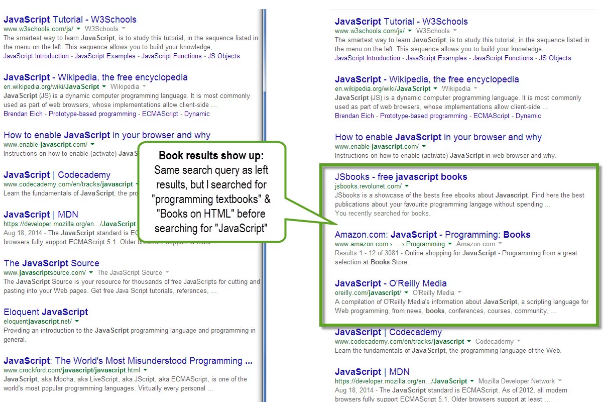 JavaScript Tutorial - W3Schools
www.w3schools.com/js/ ▾ W3Schools ▾
The smartest way to learn JavaScript, is to study this tutorial, in the sequence listed in
the menu on the left. This sequence allows you to build your knowledge,
JavaScript Introduction - JavaScript Examples - JavaScript Functions - JS Objects
JavaScript - Wikipedia, the free encyclopedia
en.wikipedia.org/wiki/JavaScript ▾ Wikipedia ▾
JavaScript (JS) is a dynamic computer programming language. It is most commonly
used as part of web browsers, whose implementations allow client-side ...
Brendan Eich - Prototype-based programming - ECMAScript - Dynamic
How to enable JavaScript in your browser and why
www.enable-javascript.com/ ▾
Instructions on how to enable (activate)
JavaScript | Codecademy
www.codecademy.com/en/tracks/javascript
Learn the fundamentals of JavaScript, the
JavaScript | MDN
https://developer.mozilla.org/en.../JavaS
Aug 18, 2014 - The JavaScript standard is E
browsers fully support ECMAScript 5.1. Older
The JavaScript Source
www.javascriptsource.com/ ▾ The JavaScript Source ▾
The JavaScript Source is your resource for thousands of free JavaScripts for cutting and
pasting into your Web pages. Get free Java Script tutorials, references, ...
Eloquent JavaScript
eloquentjavascript.net/ ▾
Providing an introduction to the JavaScript programming language and programming in
general.
JavaScript: The World's Most Misunderstood Programming ...
www.crockford.com/javascript/javascript.html ▾
JavaScript, aka Mocha, aka LiveScript, aka JScript, aka ECMAScript, is one of the
world's most popular programming languages. Virtually every personal ...
Book results show up:
Same search query as left
results, but I searched for
"programming textbooks" &
"Books on HTML" before
searching for "JavaScript"
JavaScript Tutorial - W3Schools
www.w3schools.com/js/ ▾ W3Schools ▾
The smartest way to learn JavaScript, is to study this tutorial, in the sequence listed in
the menu on the left. This sequence allows you to build your knowledge,
JavaScript Introduction - JavaScript Examples - JavaScript Functions - JS Objects
JavaScript - Wikipedia, the free encyclopedia
en.wikipedia.org/wiki/JavaScript ▾ Wikipedia ▾
JavaScript (JS) is a dynamic computer programming language. It is most commonly
used as part of web browsers, whose implementations allow client-side ...
Brendan Eich - Prototype-based programming - ECMAScript - Dynamic
How to enable JavaScript in your browser and why
www.enable-javascript.com/ ▾
Instructions on how to enable (activate) JavaScript in web browser and why.
JSbooks - free javascript books
jsbooks.revolunet.com/ ▾
JSbooks is a showcase of the bests free ebooks about Javascript. Find here the best
publications about your favourite programming language without spending ...
You recently searched for books.
Amazon.com: JavaScript - Programming: Books
www.amazon.com › ... › Programming ▾ Amazon.com ▾
Results 1 - 12 of 3081 - Online shopping for JavaScript - Programming from a great
selection at Books Store.
JavaScript - O'Reilly Media
oreilly.com/javascript/ ▾ O'Reilly Media ▾
A compilation of O'Reilly Media's information about JavaScript, a scripting language for
Web programming, from news, books, conferences, courses, community, ...
JavaScript | Codecademy
www.codecademy.com/en/tracks/javascript ▾ Codecademy ▾
Learn the fundamentals of JavaScript, the programming language of the Web.
JavaScript | MDN
https://developer.mozilla.org/en.../JavaScript ▾ Mozilla Developer Network ▾
Aug 18, 2014 - The JavaScript standard is ECMAScript. As of 2012, all modern
browsers fully support ECMAScript 5.1. Older browsers support at least ECMAScript